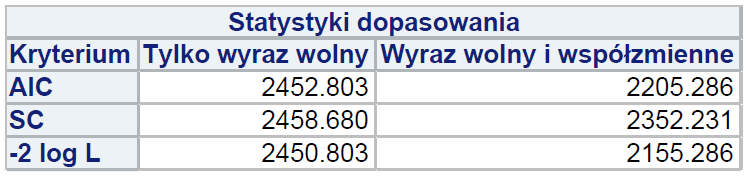 Statystyki dopasowania
Kryterium Tylko wyraz wolny Wyraz wolny i współzmienne
AIC 2452.803 2205.286
SC 2458.680 2352.231
-2 log L 2450.803 2155.286